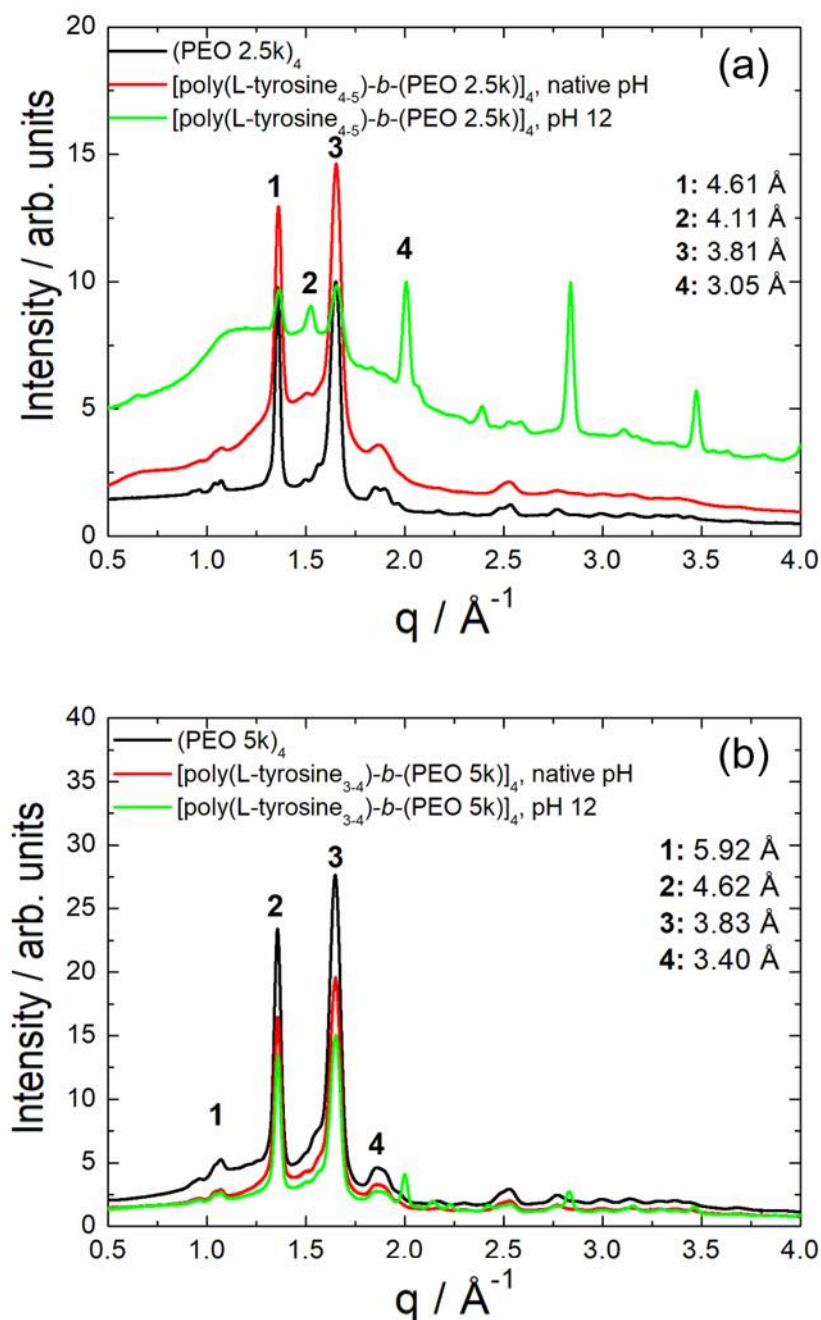 20
(PEO 2.5k)₄
(a)
[poly(L-tyrosine₄₋₅)-b-(PEO 2.5k)]₄, native pH
[poly(L-tyrosine₄₋₅)-b-(PEO 2.5k)]₄, pH 12
15
3
1
1: 4.61 Å
2: 4.11 Å
3: 3.81 Å
4: 3.05 Å
4
2
10
5
0
Intensity / arb. units
0.5 1.0 1.5 2.0 2.5 3.0 3.5 4.0
q / Å⁻¹
40
(PEO 5k)₄
(b)
[poly(L-tyrosine₃₋₄)-b-(PEO 5k)]₄, native pH
[poly(L-tyrosine₃₋₄)-b-(PEO 5k)]₄, pH 12
35
30
3
1: 5.92 Å
2: 4.62 Å
3: 3.83 Å
4: 3.40 Å
25
2
20
15
10
1
4
5
0
Intensity / arb. units
0.5 1.0 1.5 2.0 2.5 3.0 3.5 4.0
q / Å⁻¹